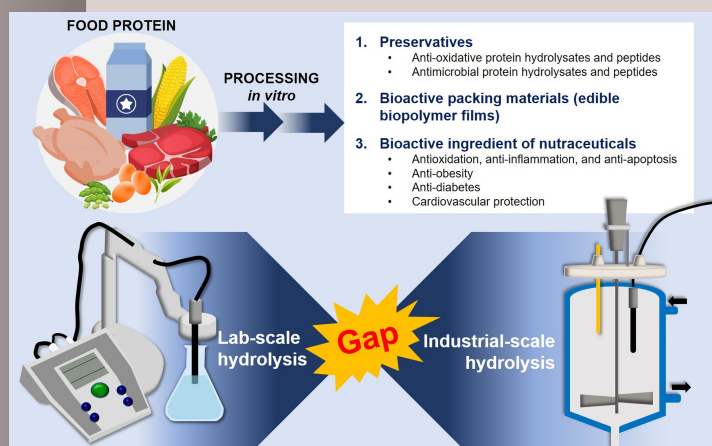 FOOD PROTEIN
PROCESSING
in vitro
1. Preservatives
• Anti-oxidative protein hydrolysates and peptides
• Antimicrobial protein hydrolysates and peptides
2. Bioactive packing materials (edible
biopolymer films)
3. Bioactive ingredient of nutraceuticals
• Antioxidation, anti-inflammation, and anti-apoptosis
• Anti-obesity
• Anti-diabetes
• Cardiovascular protection
Lab-scale
hydrolysis
Gap
Industrial-scale
hydrolysis